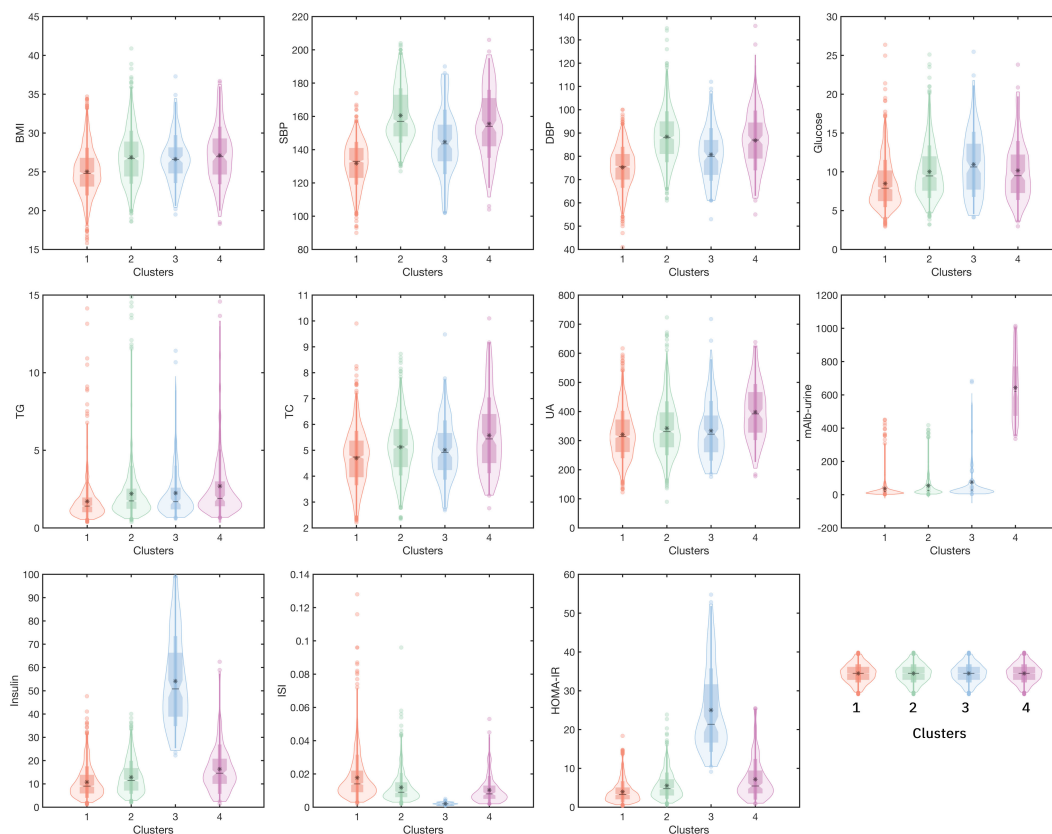 BMI
45
40
35
30
25
20
15
1 2 3 4
Clusters
SBP
220
200
180
160
140
120
100
80
1 2 3 4
Clusters
DBP
140
130
120
110
100
90
80
70
60
50
40
1 2 3 4
Clusters
Glucose
30
25
20
15
10
5
0
1 2 3 4
Clusters
TG
15
10
5
0
1 2 3 4
Clusters
TC
11
10
9
8
7
6
5
4
3
2
1 2 3 4
Clusters
UA
800
700
600
500
400
300
200
100
0
1 2 3 4
Clusters
mAlb-urine
1200
1000
800
600
400
200
0
-200
1 2 3 4
Clusters
Insulin
100
90
80
70
60
50
40
30
20
10
0
1 2 3 4
Clusters
ISI
0.14
0.12
0.1
0.08
0.06
0.04
0.02
0
1 2 3 4
Clusters
HOMA-IR
60
50
40
30
20
10
0
1 2 3 4
Clusters
1 2 3 4
Clusters